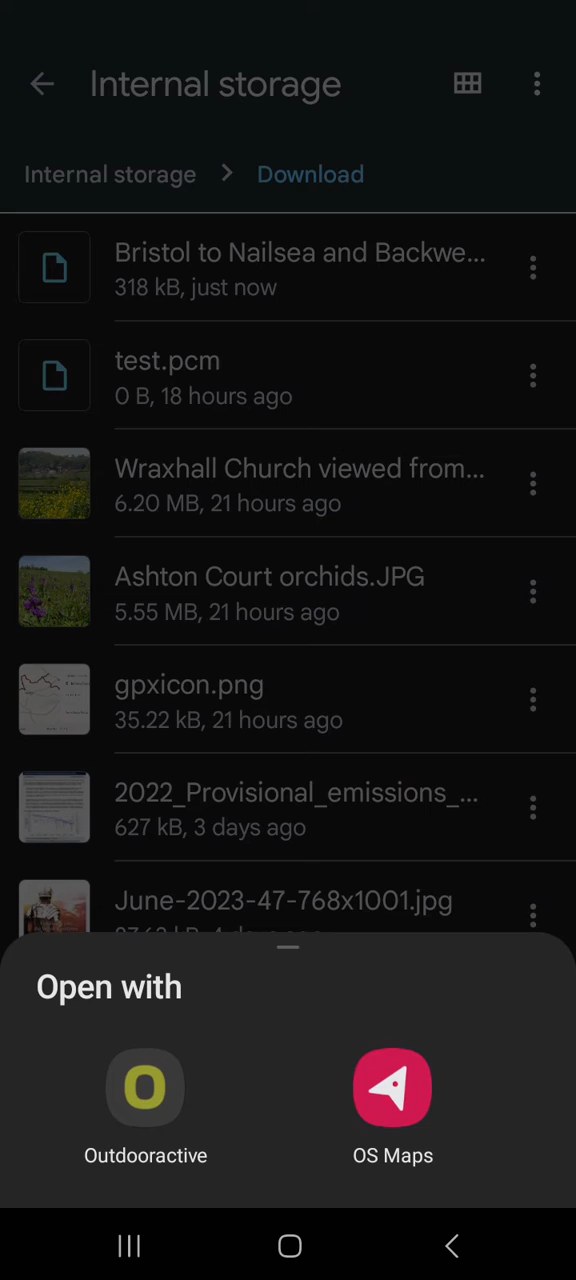 Internal storage
Internal storage > Download
Bristol to Nailsea and Backwe...
318 kB, just now
test.pcm
0 B, 18 hours ago
Wraxhall Church viewed from...
6.20 MB, 21 hours ago
Ashton Court orchids.JPG
5.55 MB, 21 hours ago
gpxicon.png
35.22 kB, 21 hours ago
2022_Provisional_emissions_...
627 kB, 3 days ago
June-2023-47-768x1001.jpg
Open with
Outdooractive
OS Maps